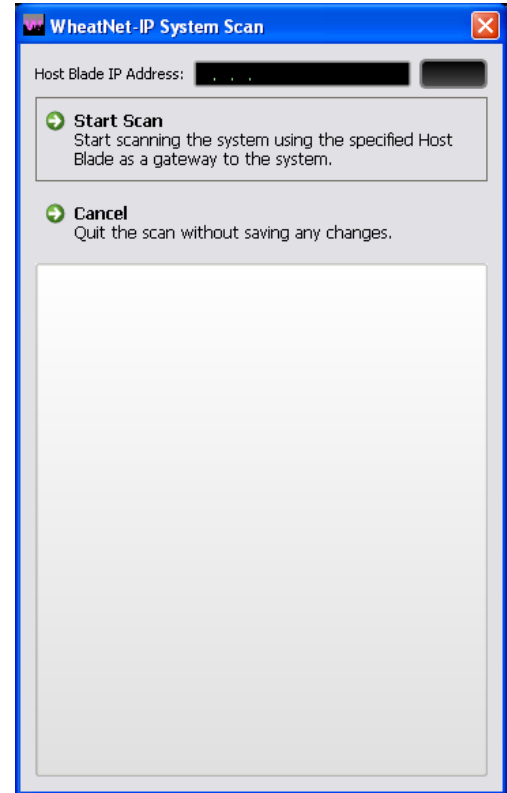 WheatNet-IP System Scan
Host Blade IP Address: . . .
Start Scan
Start scanning the system using the specified Host
Blade as a gateway to the system.
Cancel
Quit the scan without saving any changes.